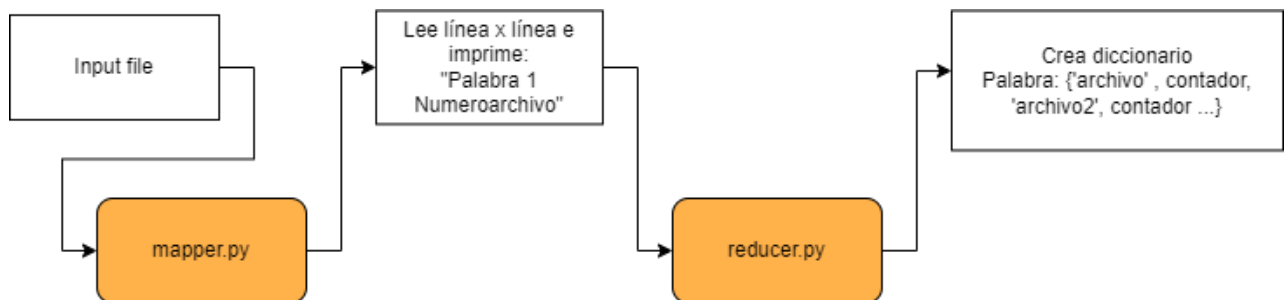 Input file
mapper.py
Lee línea x línea e
imprime:
"Palabra 1
Numeroarchivo"
reducer.py
Crea diccionario
Palabra: {'archivo' , contador,
'archivo2', contador ...}